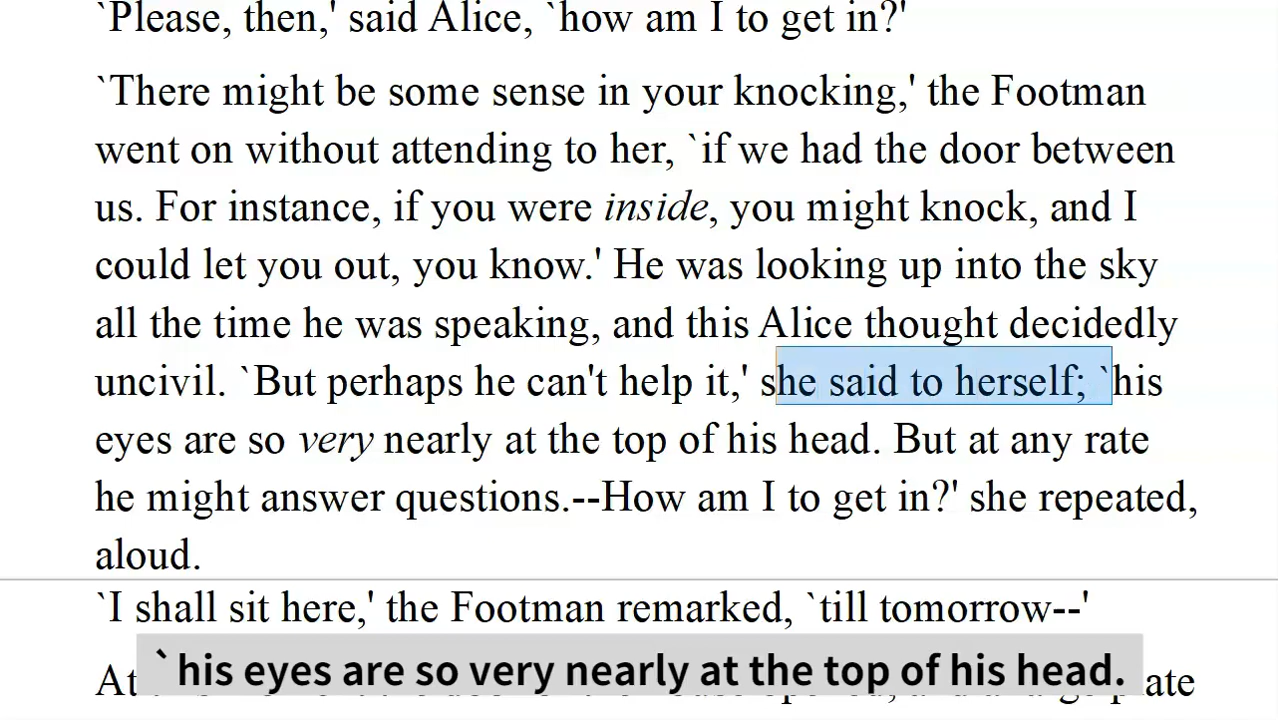 `Please, then,' said Alice, `how am I to get in?'
`There might be some sense in your knocking,' the Footman
went on without attending to her, `if we had the door between
us. For instance, if you were inside, you might knock, and I
could let you out, you know.' He was looking up into the sky
all the time he was speaking, and this Alice thought decidedly
uncivil. `But perhaps he can't help it,' she said to herself; `his
eyes are so very nearly at the top of his head. But at any rate
he might answer questions.--How am I to get in?' she repeated,
aloud.
`I shall sit here,' the Footman remarked, `till tomorrow--'
At
` his eyes are so very nearly at the top of his head.